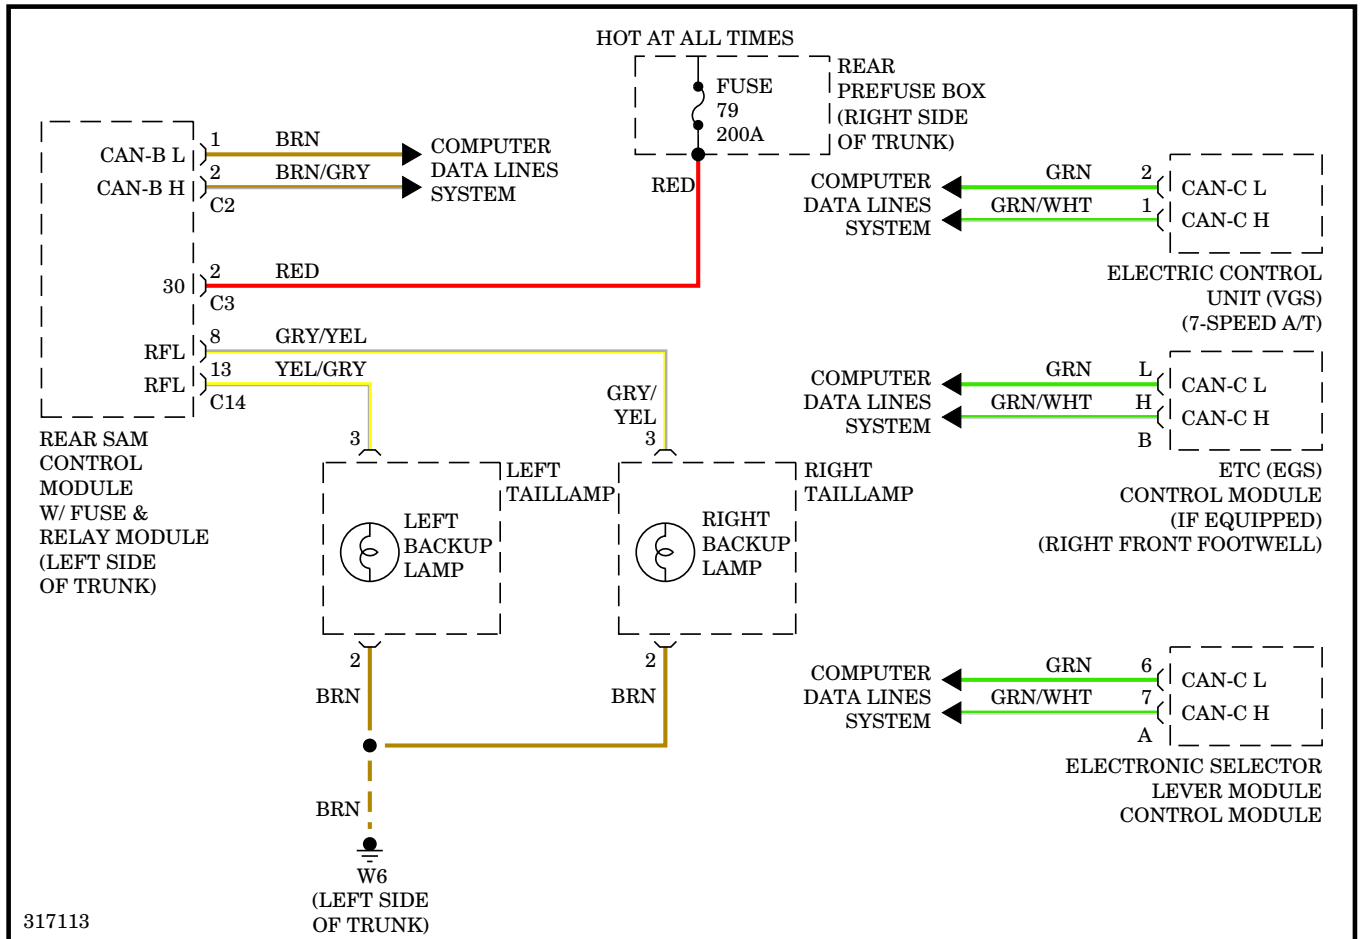 HOT AT ALL TIMES
FUSE
79
200A
REAR
PREFUSE BOX
(RIGHT SIDE
OF TRUNK)
RED
CAN-B L
1
BRN
CAN-B H
2
BRN/GRY
C2
COMPUTER
DATA LINES
SYSTEM
30
2
RED
C3
RFL
8
GRY/YEL
RFL
13
YEL/GRY
C14
REAR SAM
CONTROL
MODULE
W/ FUSE &
RELAY MODULE
(LEFT SIDE
OF TRUNK)
3
GRY/
YEL
3
LEFT
TAILLAMP
LEFT
BACKUP
LAMP
RIGHT
TAILLAMP
RIGHT
BACKUP
LAMP
2
BRN
2
BRN
BRN
W6
(LEFT SIDE
OF TRUNK)
COMPUTER
DATA LINES
SYSTEM
GRN
2
CAN-C L
GRN/WHT
1
CAN-C H
ELECTRIC CONTROL
UNIT (VGS)
(7-SPEED A/T)
COMPUTER
DATA LINES
SYSTEM
GRN
L
CAN-C L
GRN/WHT
H
CAN-C H
B
ETC (EGS)
CONTROL MODULE
(IF EQUIPPED)
(RIGHT FRONT FOOTWELL)
COMPUTER
DATA LINES
SYSTEM
GRN
6
CAN-C L
GRN/WHT
7
CAN-C H
A
ELECTRONIC SELECTOR
LEVER MODULE
CONTROL MODULE
317113